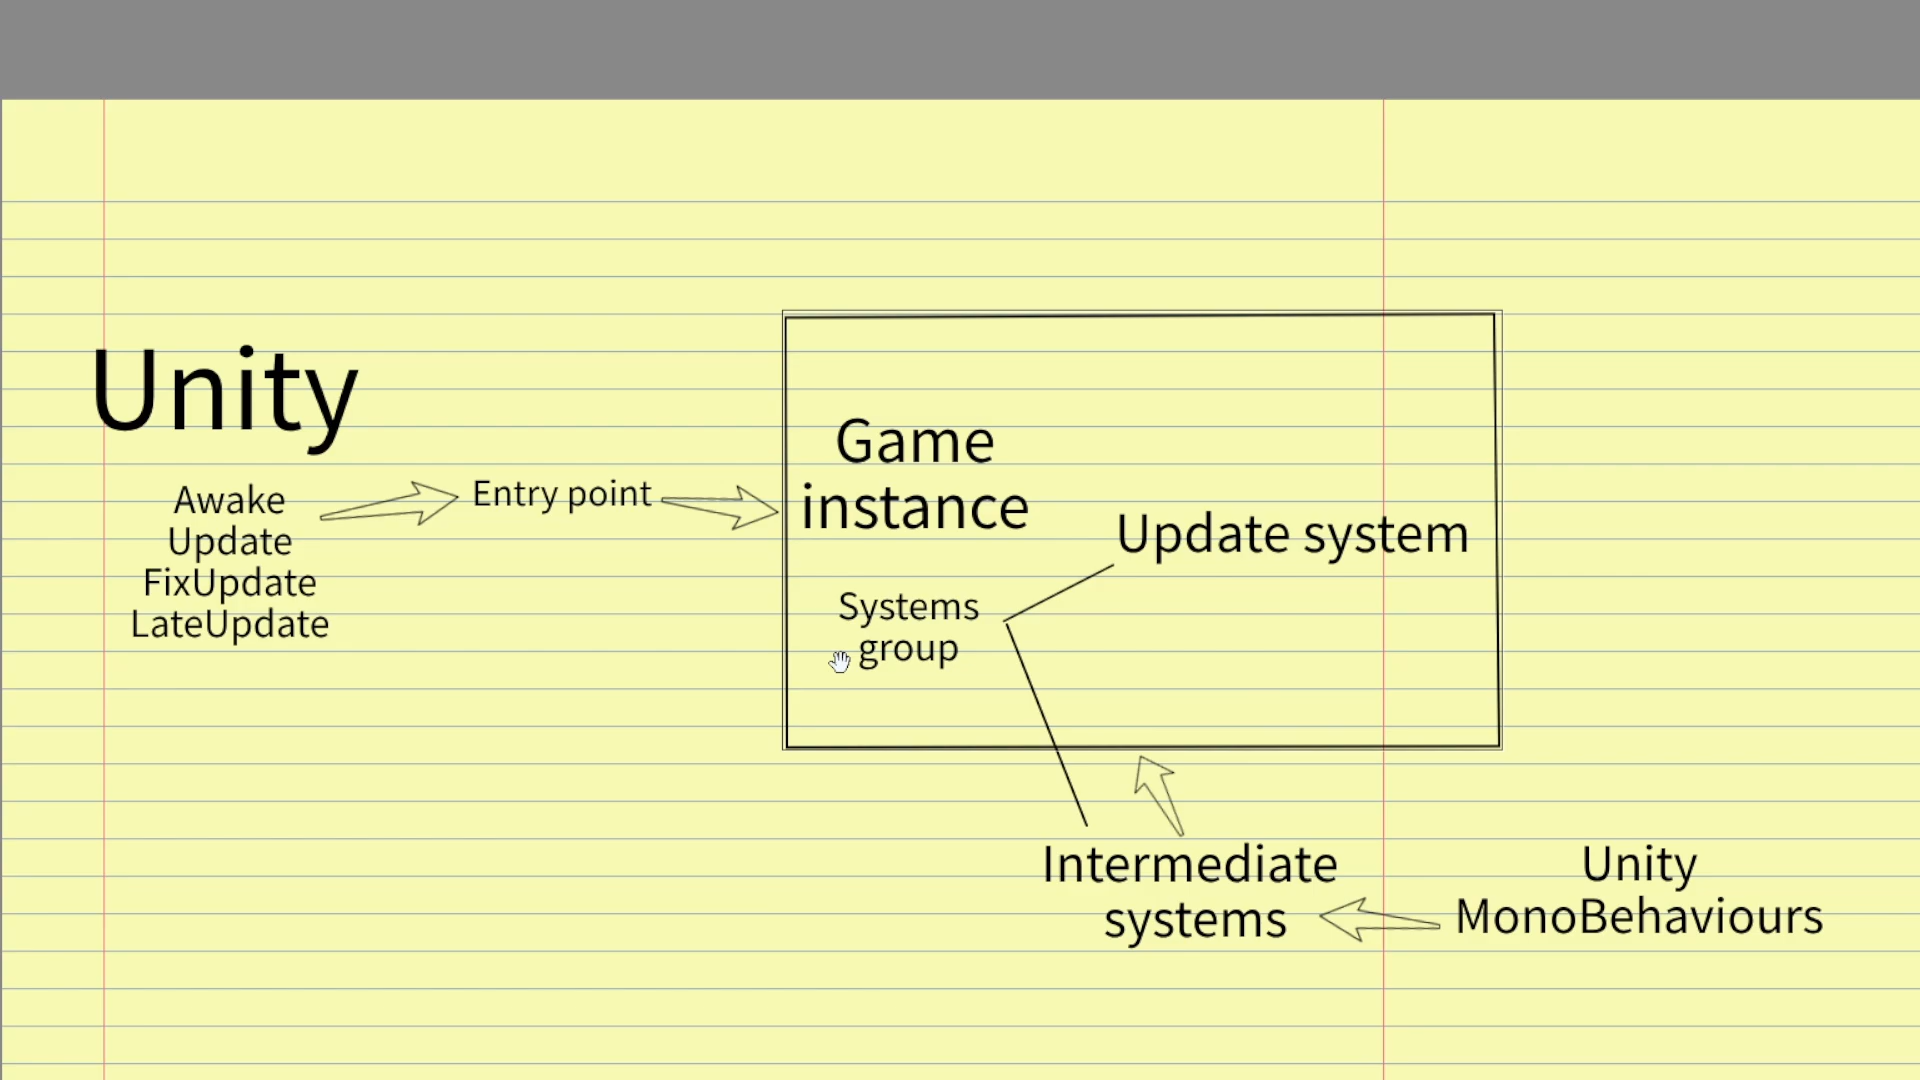 Unity
Awake
Update
FixUpdate
LateUpdate
Entry point
Game
instance
Update system
Systems
group
Intermediate
systems
Unity
MonoBehaviours